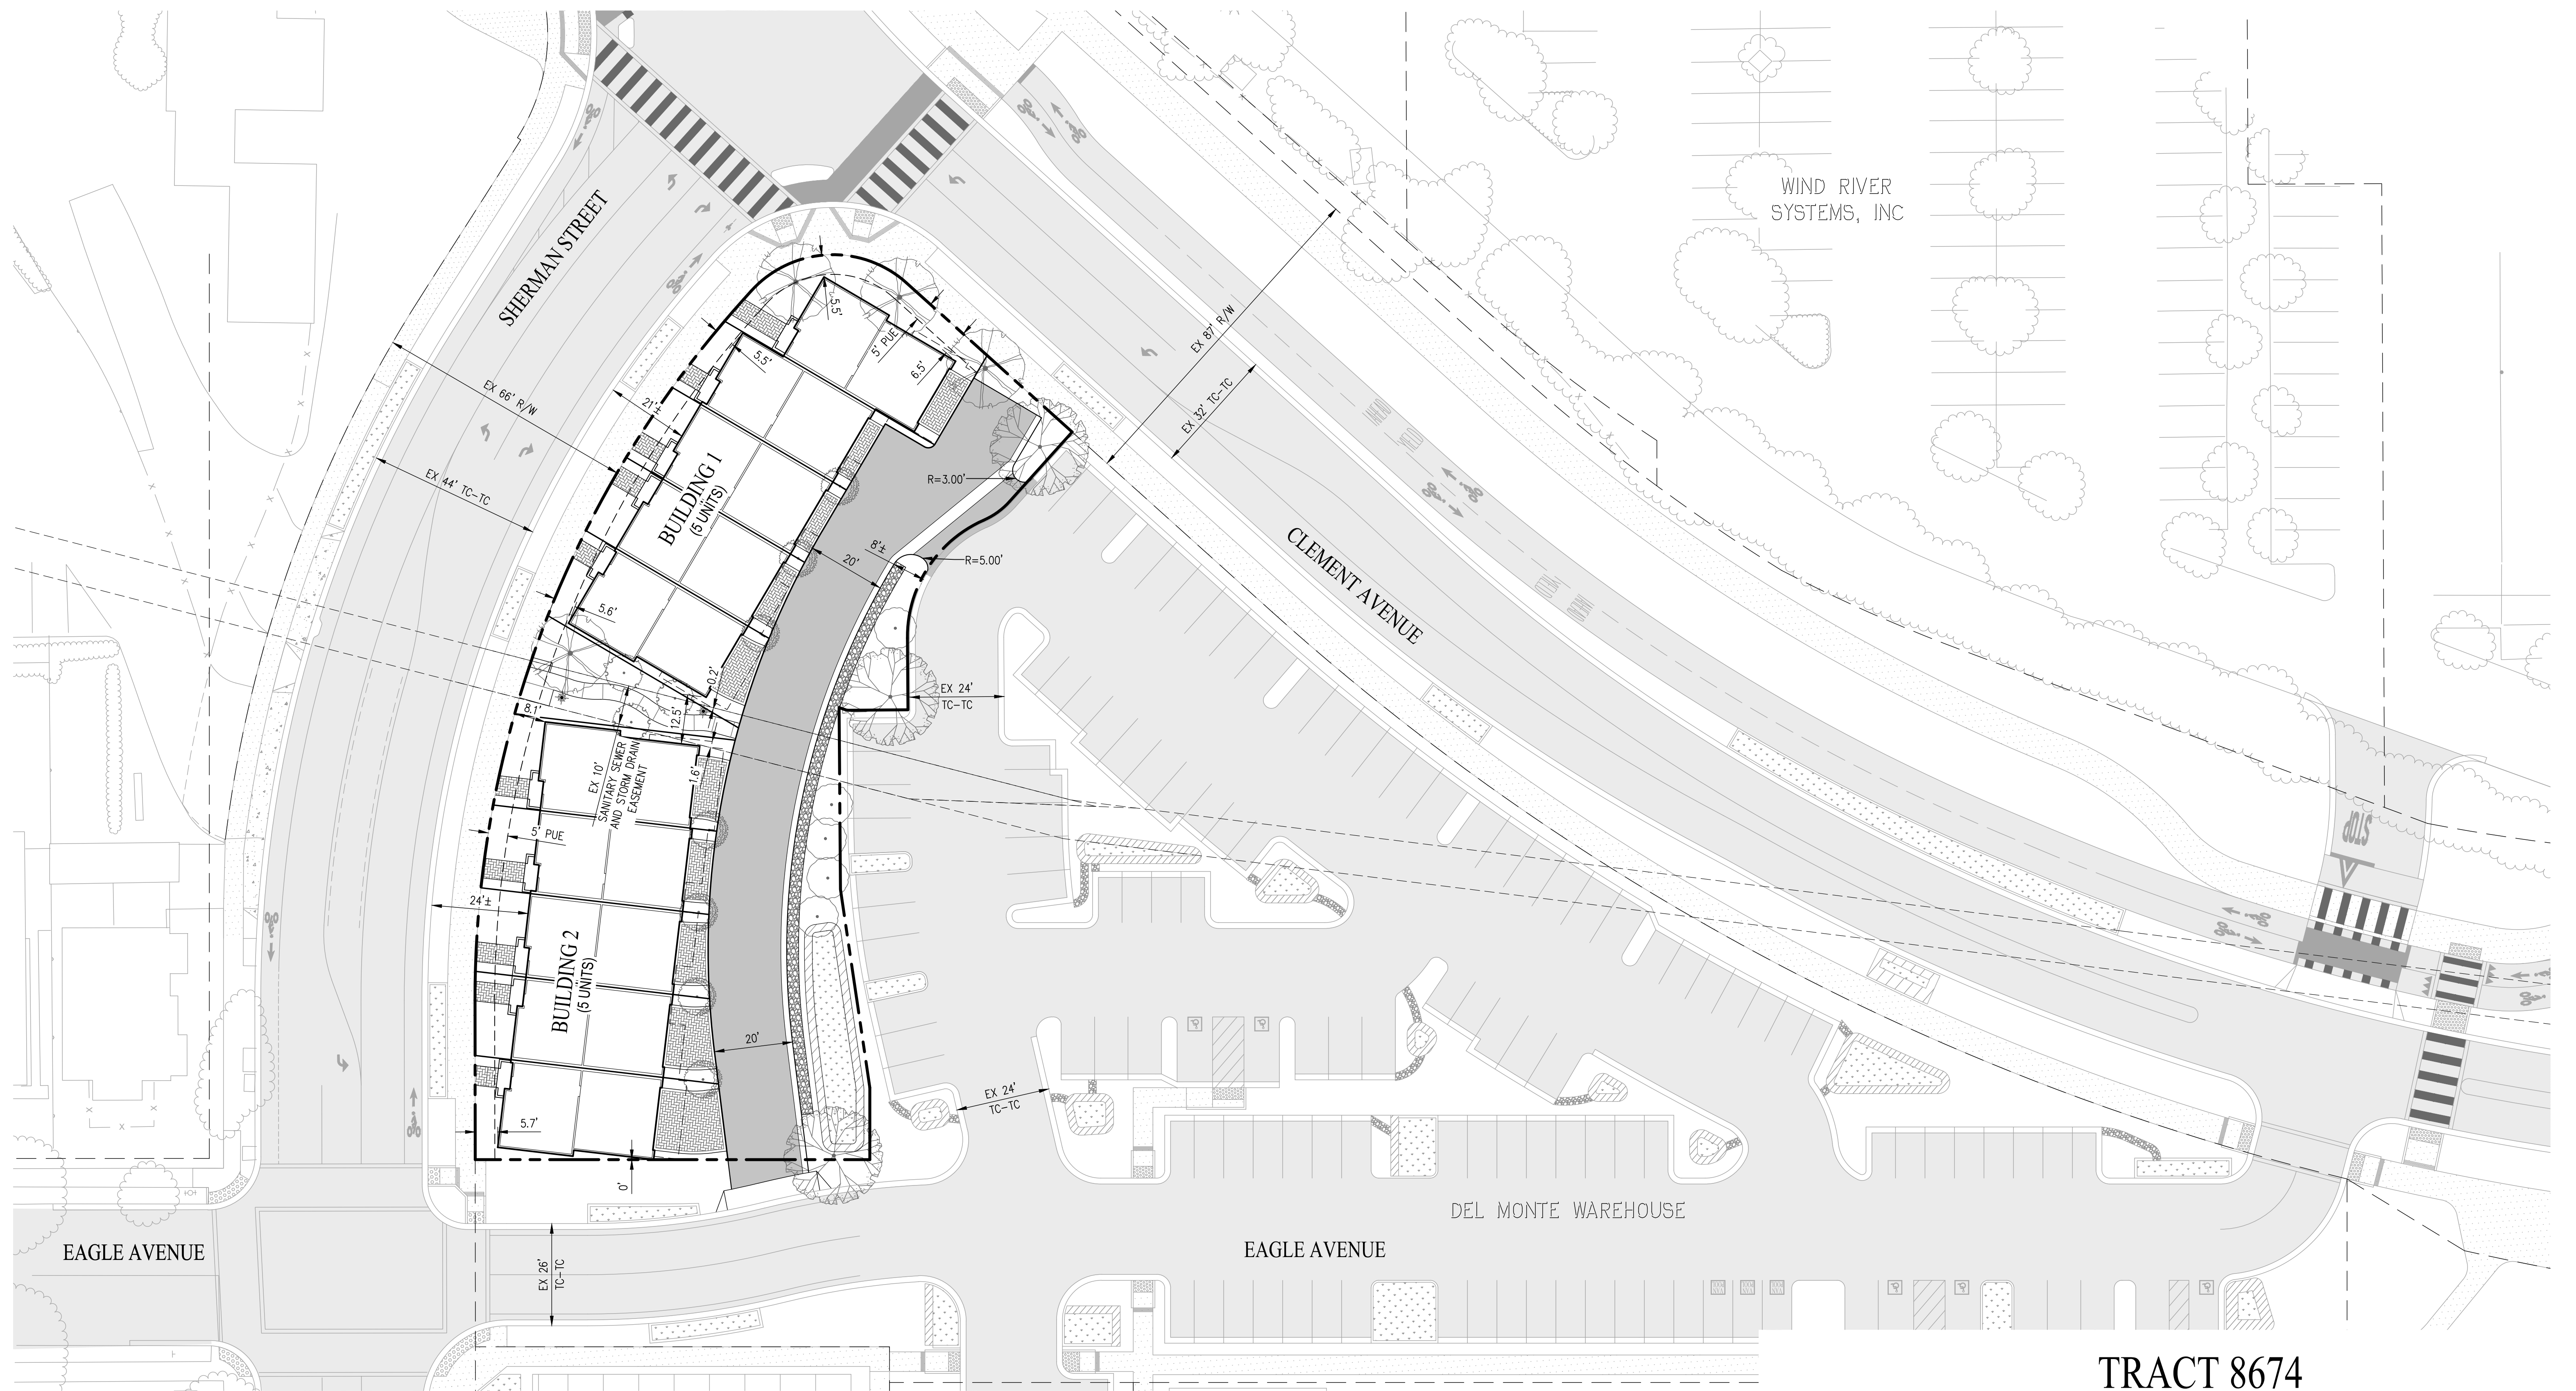 WIND RIVER
SYSTEMS, INC
SHERMAN STREET
5.5'
5' PUE
EX 87' R/W
5.5'
6.5'
EX 32' TC-TC
EX 66' R/W
21'±
EX 44' TC-TC
BUILDING 1
(5 UNITS)
R=3.00'
8'±
20'
R=5.00'
CLEMENT AVENUE
5.6'
0.2'
EX 24'
TC-TC
8.1'
12.5'
EX 10'
SANITARY SEWER
AND STORM DRAIN
EASEMENT
1.6'
5' PUE
STOP
24'±
BUILDING 2
(5 UNITS)
20'
EX 24'
TC-TC
5.7'
0'
DEL MONTE WAREHOUSE
EAGLE AVENUE
EAGLE AVENUE
EX 26'
TC-TC
TRACT 8674